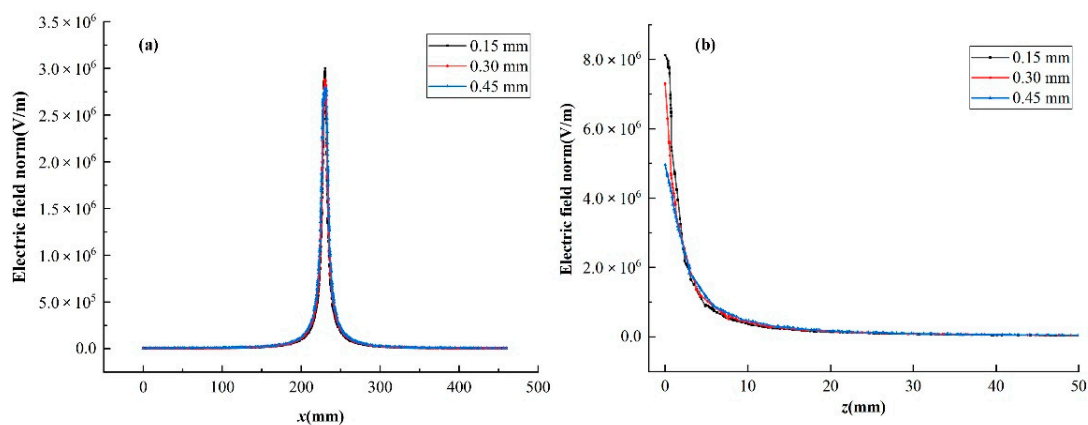 (a)
0.15 mm
0.30 mm
0.45 mm
Electric field norm(V/m)
3.5 × 10⁶
3.0 × 10⁶
2.5 × 10⁶
2.0 × 10⁶
1.5 × 10⁶
1.0 × 10⁶
5.0 × 10⁵
0.0
0 100 200 300 400 500
x(mm)
(b)
0.15 mm
0.30 mm
0.45 mm
Electric field norm(V/m)
8.0 × 10⁶
6.0 × 10⁶
4.0 × 10⁶
2.0 × 10⁶
0.0
0 10 20 30 40 50
z(mm)